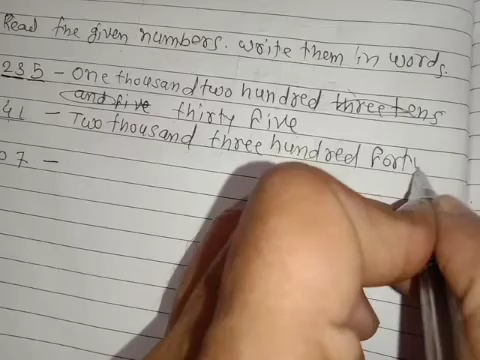 Read the given numbers. write them in words.
235 - One thousand two hundred three tens
and five thirty five
41 - Two thousand three hundred forty
07 -